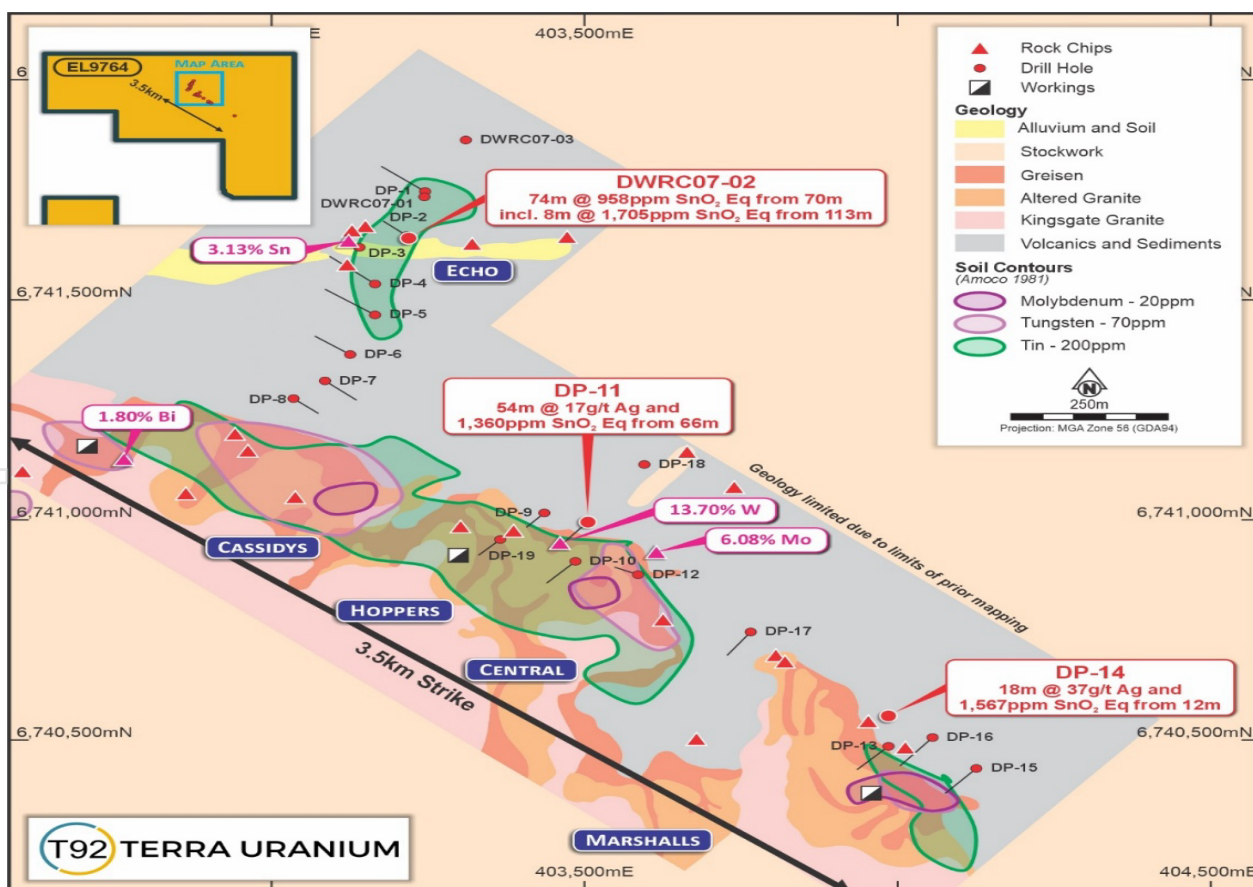 403,500mE
EL9764
MAP AREA
3.5km
Rock Chips
Drill Hole
Workings
Geology
Alluvium and Soil
Stockwork
Greisen
Altered Granite
Kingsgate Granite
Volcanics and Sediments
Soil Contours
(Amoco 1981)
Molybdenum - 20ppm
Tungsten - 70ppm
Tin - 200ppm
N
250m
Projection: MGA Zone 56 (GDA94)
DWRC07-03
DP-1
DWRC07-01
DP-2
DWRC07-02
74m @ 958ppm SnO₂ Eq from 70m
incl. 8m @ 1,705ppm SnO₂ Eq from 113m
3.13% Sn
DP-3
ECHO
DP-4
6,741,500mN
DP-5
DP-6
DP-7
DP-8
DP-11
54m @ 17g/t Ag and
1,360ppm SnO₂ Eq from 66m
1.80% Bi
DP-18
Geology limited due to limits of prior mapping
6,741,000mN
6,741,000mN
DP-9
13.70% W
6.08% Mo
CASSIDYS
DP-19
DP-10
DP-12
HOPPERS
DP-17
CENTRAL
3.5km Strike
DP-14
18m @ 37g/t Ag and
1,567ppm SnO₂ Eq from 12m
6,740,500mN
6,740,500mN
DP-13
DP-16
DP-15
MARSHALLS
T92 TERRA URANIUM
403,500mE
404,500mE